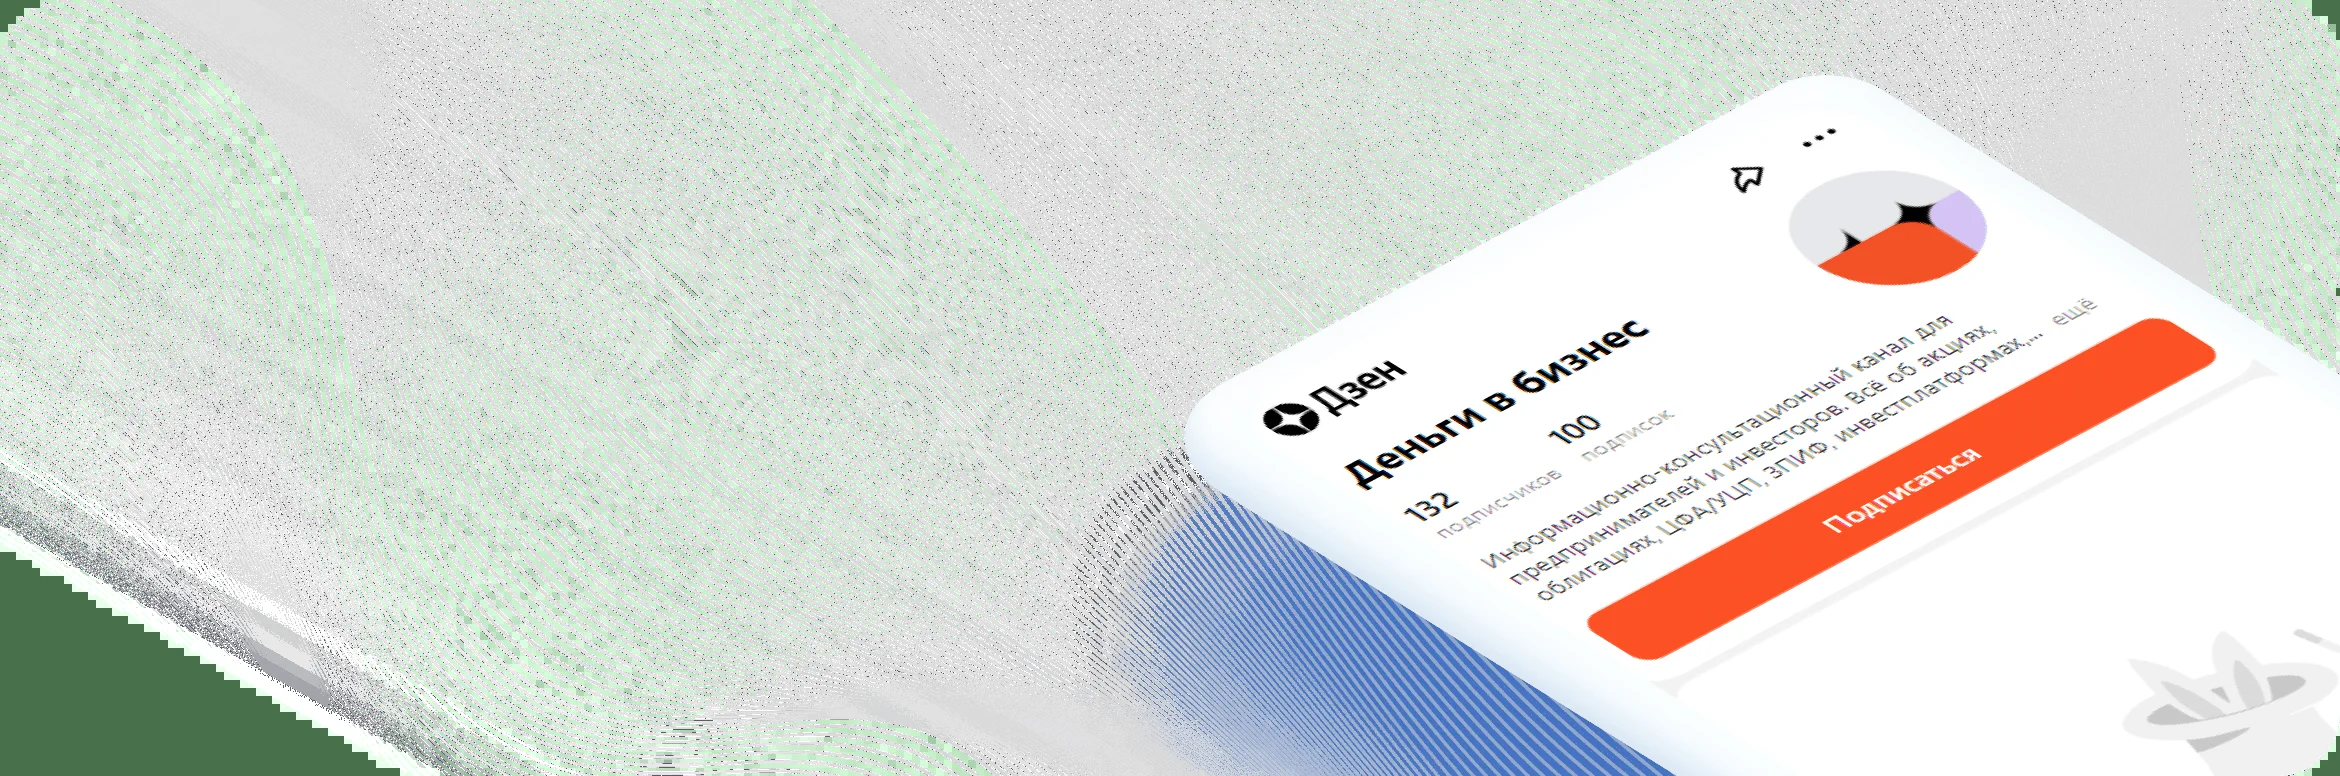 Дзен
Деньги в бизнес
132 100
подписчиков подписок
Информационно-консультационный канал для
предпринимателей и инвесторов. Всё об акциях,
облигациях, ЦФА/УЦП, ЗПИФ, инвестплатформах,... ещё
Подписаться